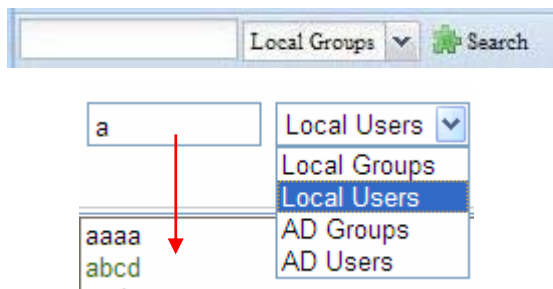 Local Groups Search
a Local Users
Local Groups
Local Users
AD Groups
AD Users
aaaa
abcd